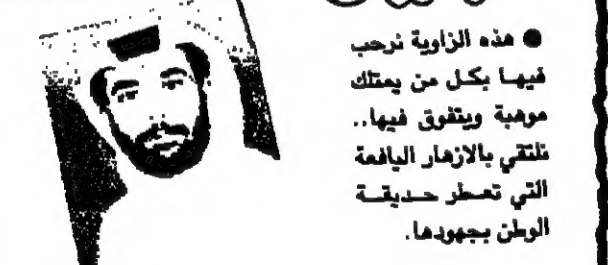 ● هذه الزاوية نرحب
فيها بكل من يمتلك
موهبة ويتفوق فيها..
نلتقي بالازهار اليافعة
التي تعطر حديقة
الوطن بجهودها.